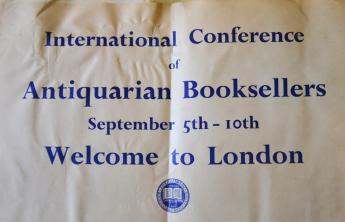 International Conference
of
Antiquarian Booksellers
September 5th - 10th
Welcome to London